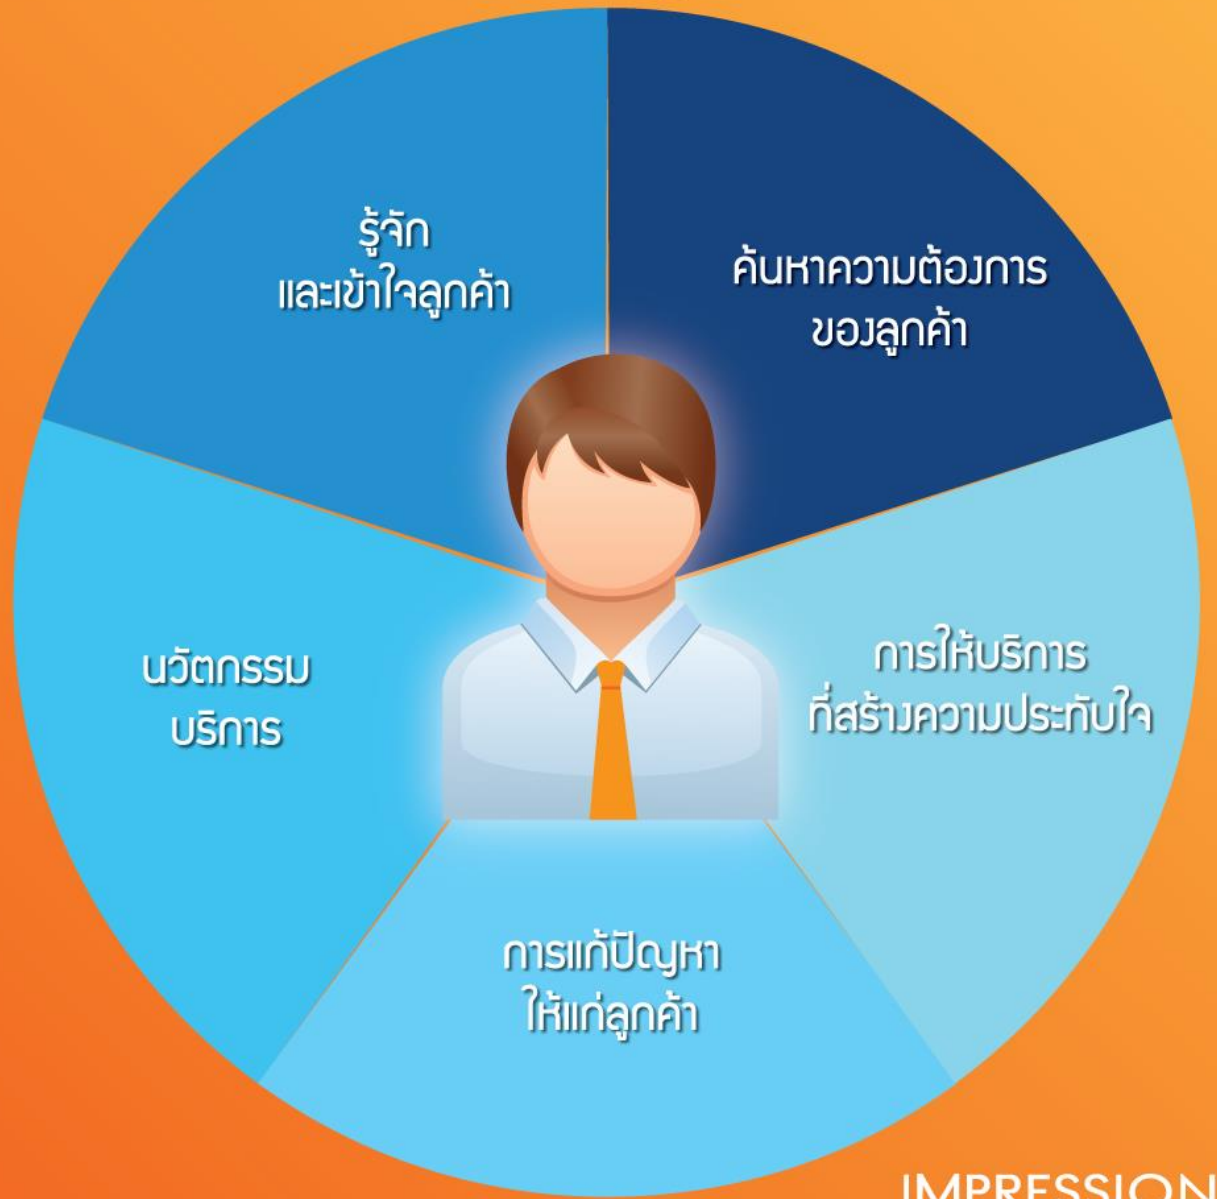 รู้จัก
และเข้าใจลูกค้า
ค้นหาความต้องการ
ของลูกค้า
นวัตกรรม
บริการ
การให้บริการ
ที่สร้างความประทับใจ
การแก้ปัญหา
ให้แก่ลูกค้า
IMPRESSION